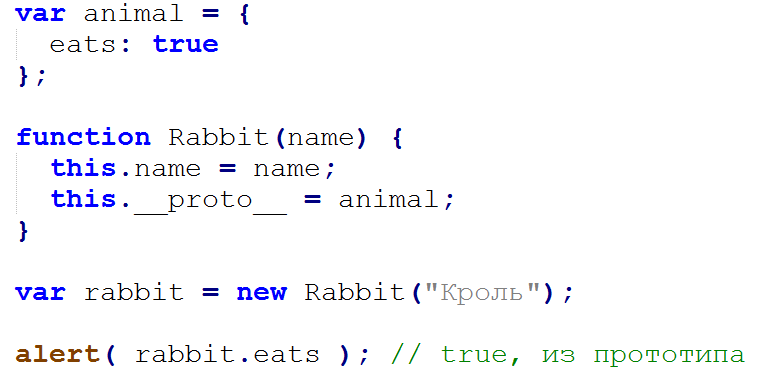 var animal = {
  eats: true
};

function Rabbit(name) {
  this.name = name;
  this.__proto__ = animal;
}

var rabbit = new Rabbit("Кроль");

alert( rabbit.eats ); // true, из прототипа